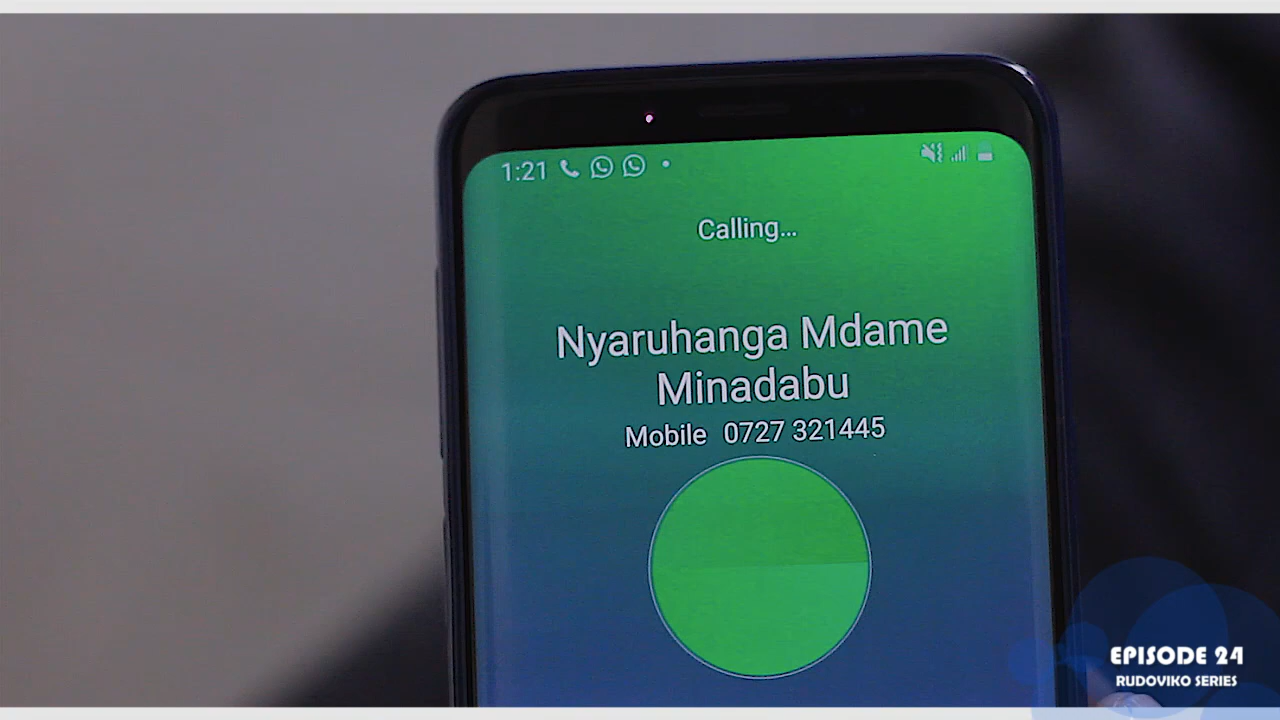 1:21
Calling...
Nyaruhanga Mdame
Minadabu
Mobile 0727 321445
EPISODE 24
RUDOVIKO SERIES